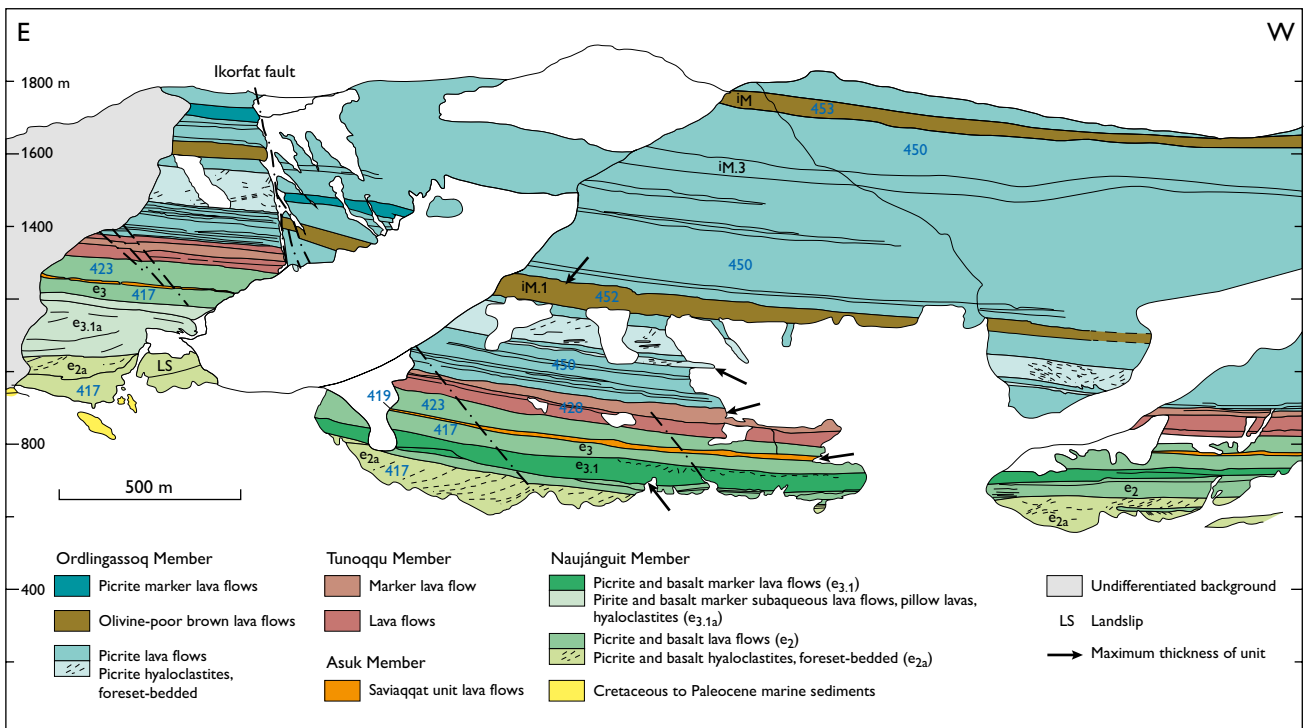 E
W
Ikorfat fault
1800 m
1600
1400
800
400
iM
453
450
iM.3
450
iM.1
452
423
e3
417
e3.1a
e2a
LS
417
450
419
423
428
417
e3
e3.1
e2a
417
e2
e2a
500 m
Ordlingassoq Member
Picrite marker lava flows
Olivine-poor brown lava flows
Picrite lava flows
Picrite hyaloclastites,
foreset-bedded
Tunoqqu Member
Marker lava flow
Lava flows
Asuk Member
Saviaqqat unit lava flows
Naujánguit Member
Picrite and basalt marker lava flows (e3.1)
Pirite and basalt marker subaqueous lava flows, pillow lavas,
hyaloclastites (e3.1a)
Picrite and basalt lava flows (e2)
Picrite and basalt hyaloclastites, foreset-bedded (e2a)
Cretaceous to Paleocene marine sediments
Undifferentiated background
LS Landslip
Maximum thickness of unit